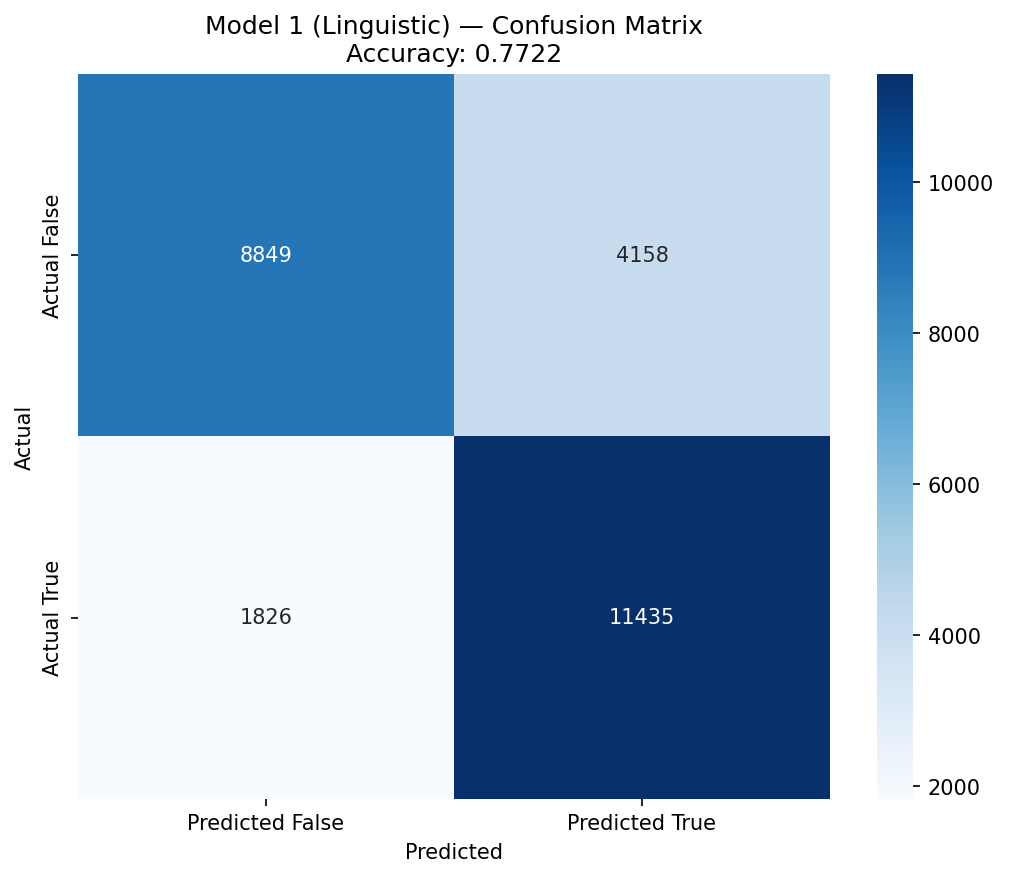 Model 1 (Linguistic) — Confusion Matrix
Accuracy: 0.7722
Actual
Actual False
8849
4158
Actual True
1826
11435
Predicted False
Predicted True
Predicted
10000
8000
6000
4000
2000